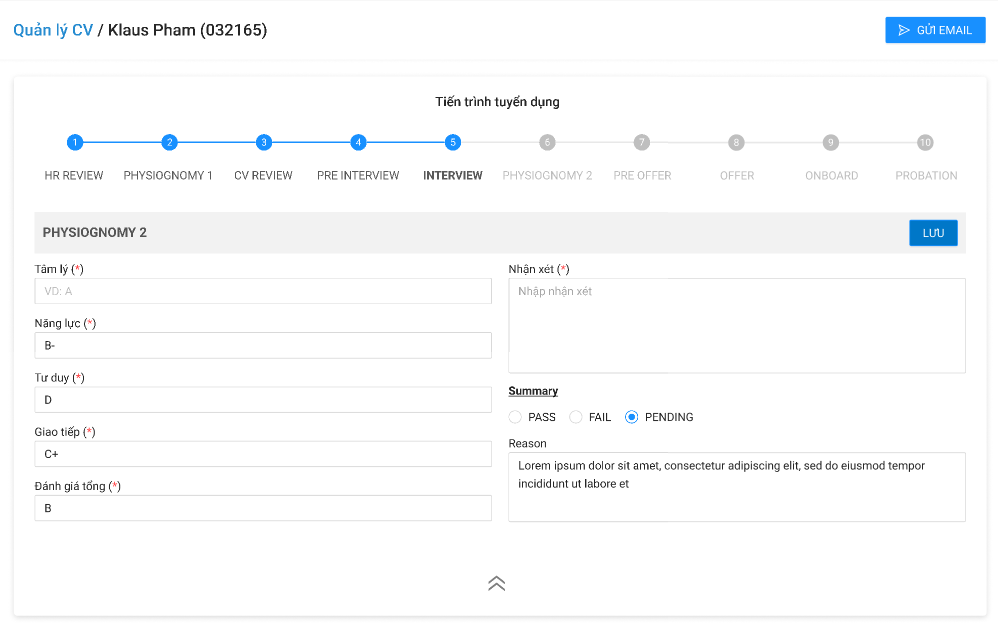 Quản lý CV / Klaus Pham (032165)
GỬI EMAIL
Tiến trình tuyển dụng
1 2 3 4 5 6 7 8 9 10
HR REVIEW PHYSIOGNOMY 1 CV REVIEW PRE INTERVIEW INTERVIEW PHYSIOGNOMY 2 PRE OFFER OFFER ONBOARD PROBATION
PHYSIOGNOMY 2
LƯU
Tâm lý (*)
VD: A
Năng lực (*)
B-
Tư duy (*)
D
Giao tiếp (*)
C+
Đánh giá tổng (*)
B
Nhận xét (*)
Nhập nhận xét
Summary
PASS FAIL PENDING
Reason
Lorem ipsum dolor sit amet, consectetur adipiscing elit, sed do eiusmod tempor
incididunt ut labore et